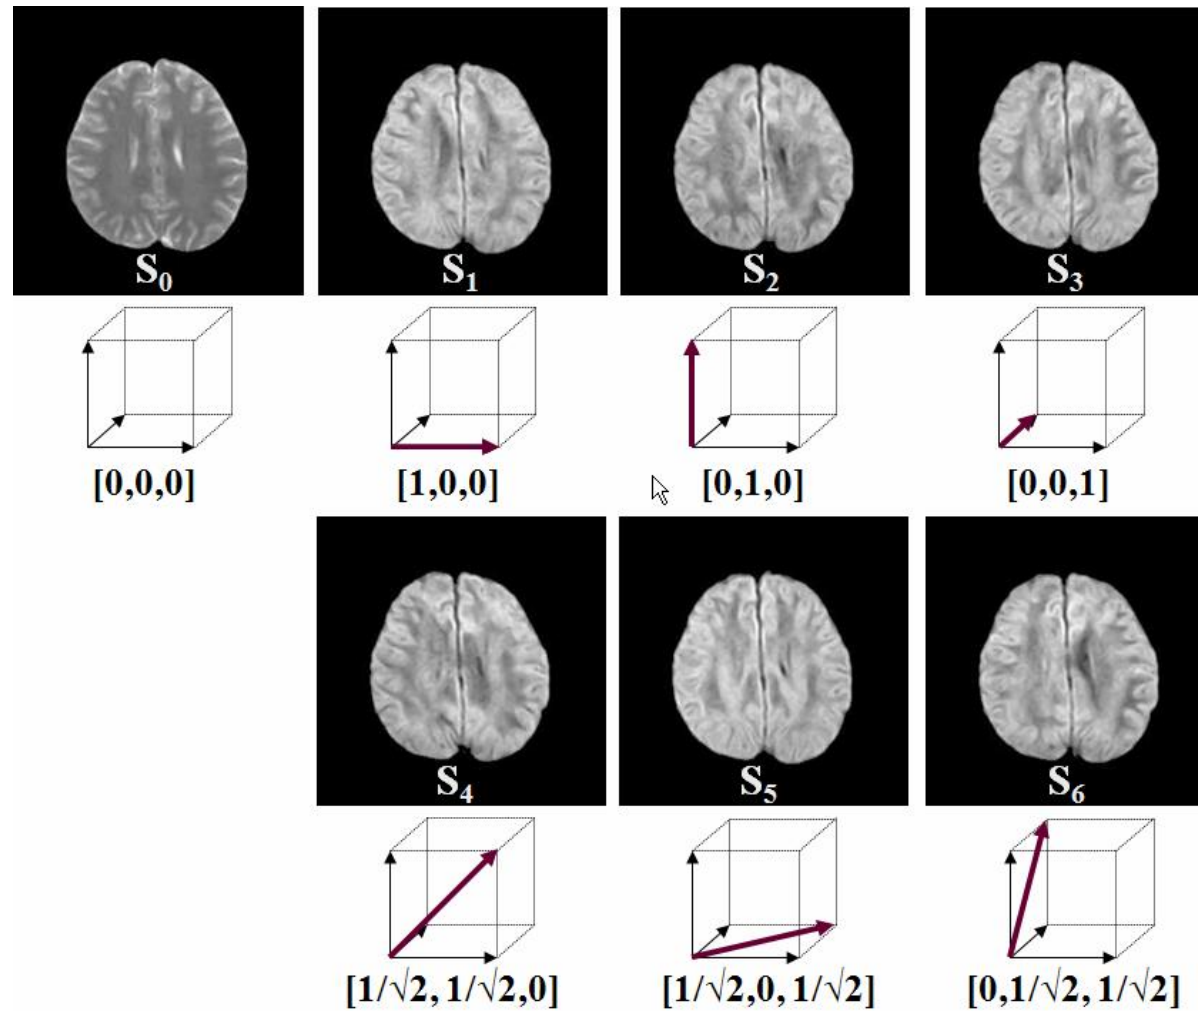 S₀ S₁ S₂ S₃
[0,0,0] [1,0,0] [0,1,0] [0,0,1]
S₄ S₅ S₆
[1/√2, 1/√2,0] [1/√2,0, 1/√2] [0,1/√2, 1/√2]